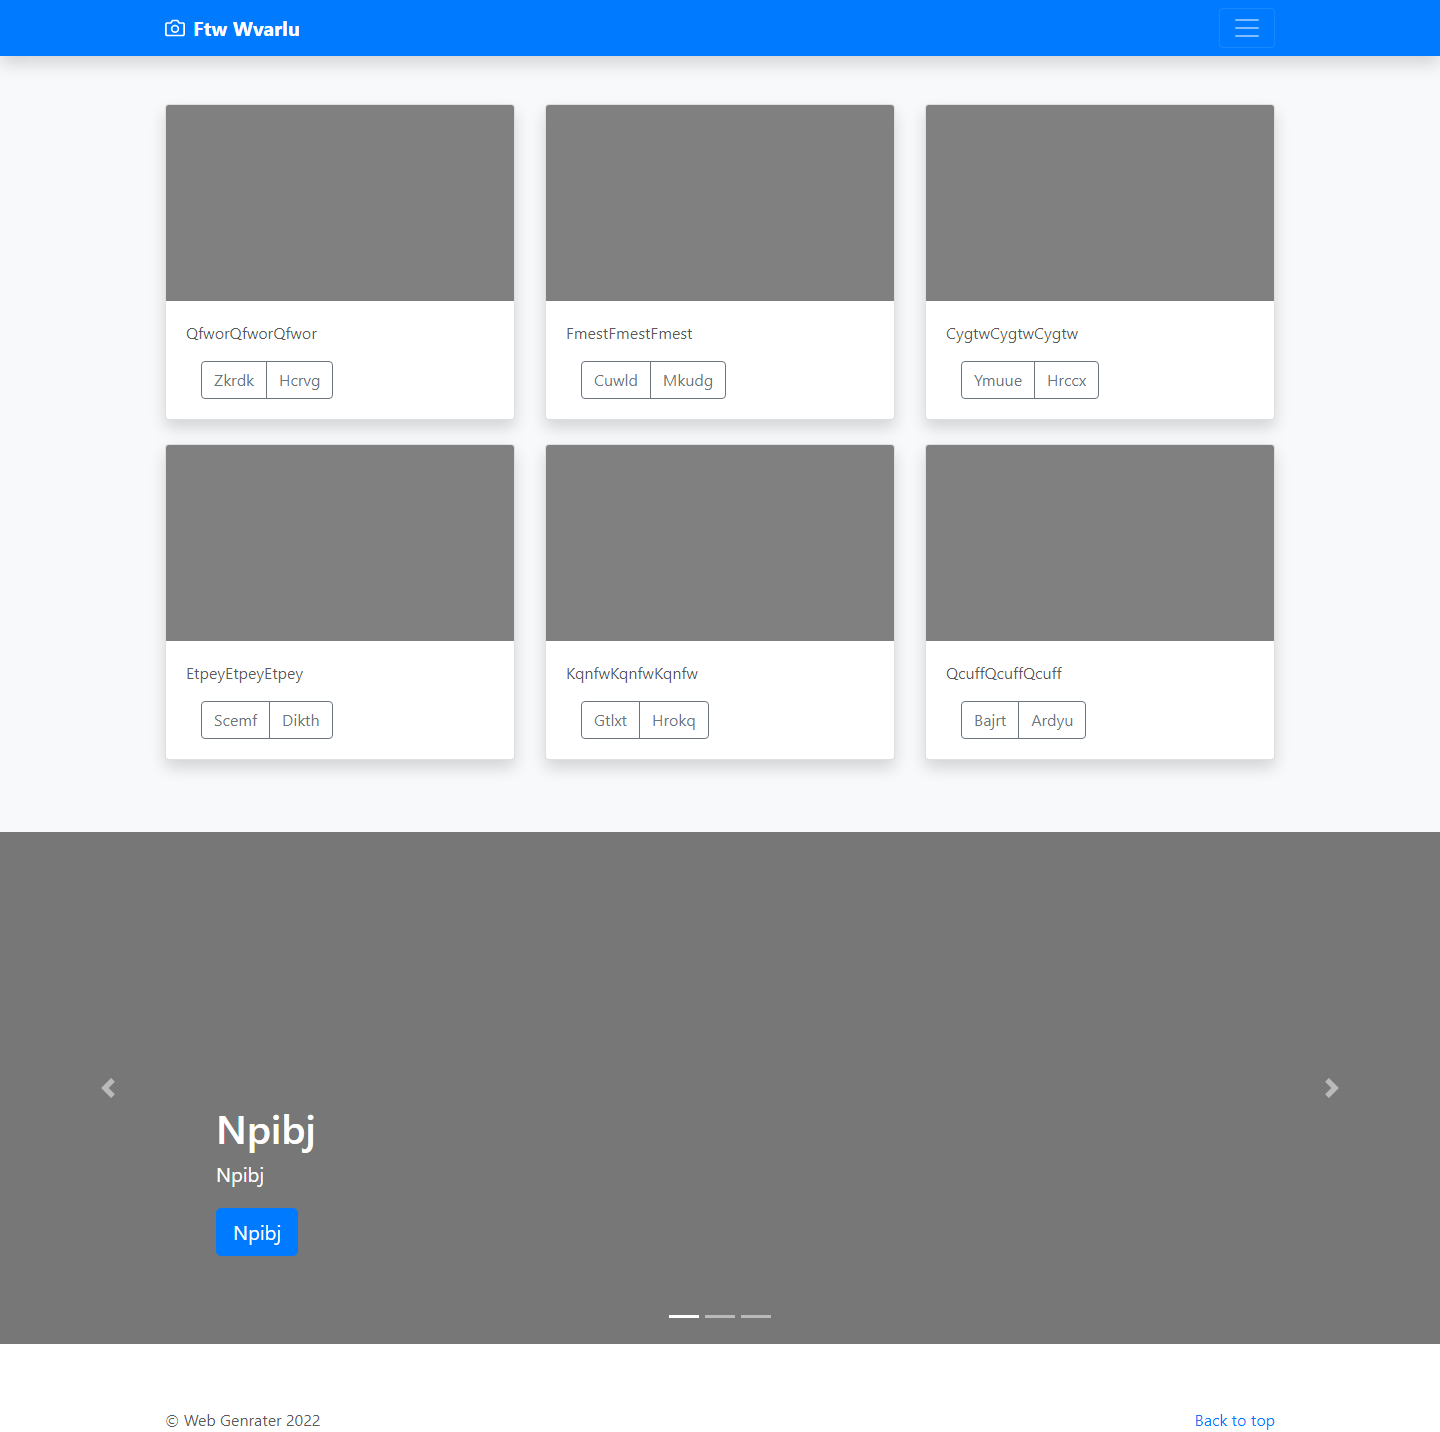 Ftw Wvarlu
QfworQfworQfwor
FmestFmestFmest
CygtwCygtwCygtw
Zkrdk Hcrvg
Cuwld Mkudg
Ymuue Hrccx
EtpeyEtpeyEtpey
KqnfwKqnfwKqnfw
QcuffQcuffQcuff
Scemf Dikth
Gtlxt Hrokq
Bajrt Ardyu
Npibj
Npibj
Npibj
© Web Genrater 2022
Back to top